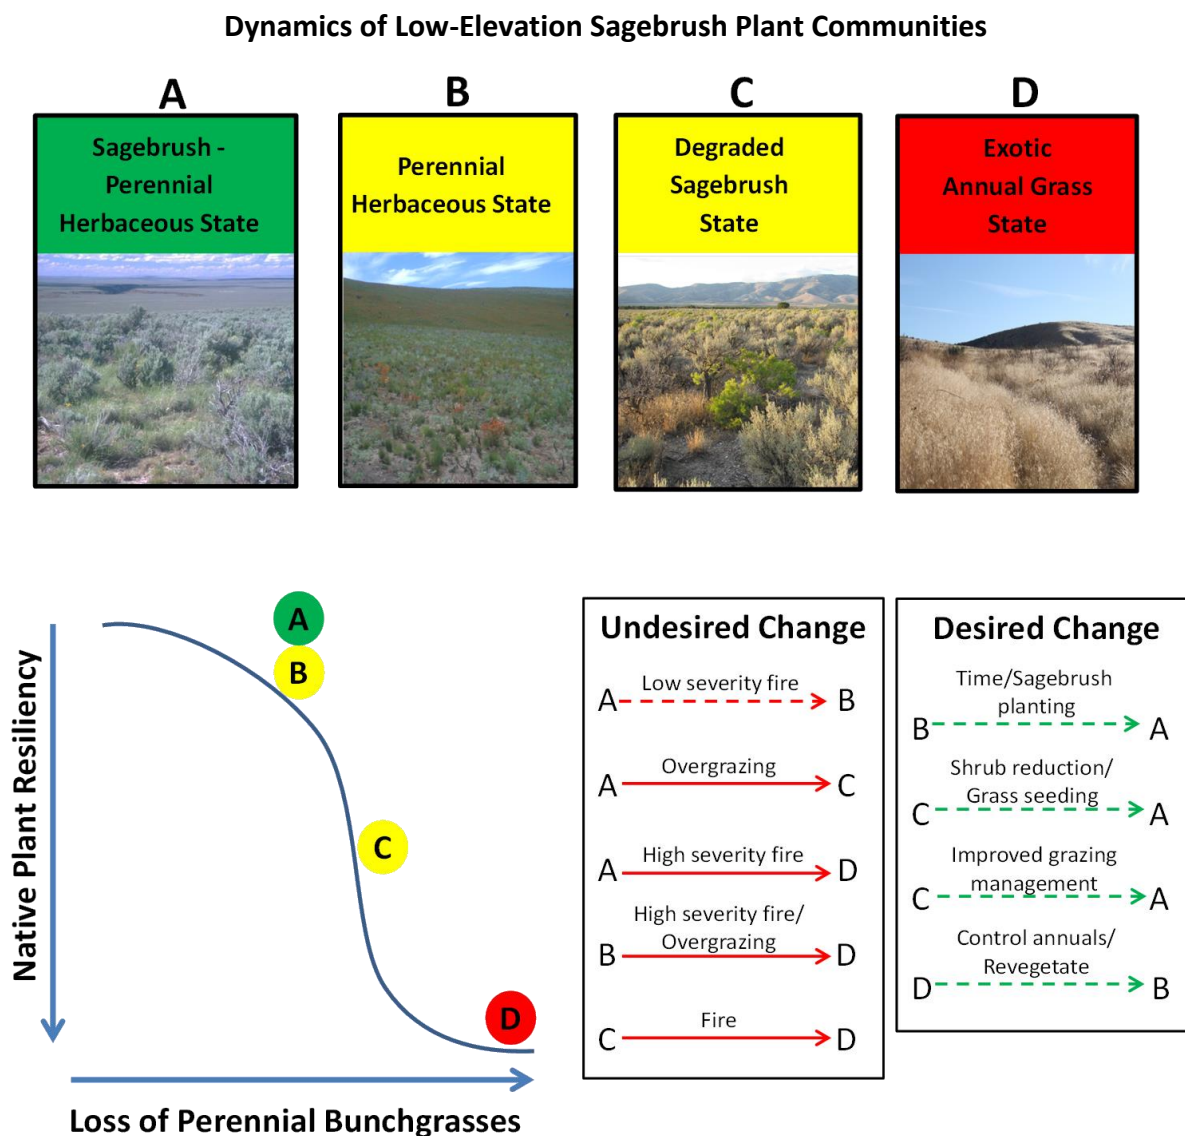 Dynamics of Low-Elevation Sagebrush Plant Communities
A
B
C
D
Sagebrush -
Perennial
Herbaceous State
Perennial
Herbaceous State
Degraded
Sagebrush
State
Exotic
Annual Grass
State
Native Plant Resiliency
A
B
C
D
Loss of Perennial Bunchgrasses
Undesired Change
Low severity fire
A B
Overgrazing
A C
High severity fire
A D
High severity fire/
Overgrazing
B D
Fire
C D
Desired Change
Time/Sagebrush
planting
B A
Shrub reduction/
Grass seeding
C A
Improved grazing
management
C A
Control annuals/
Revegetate
D B